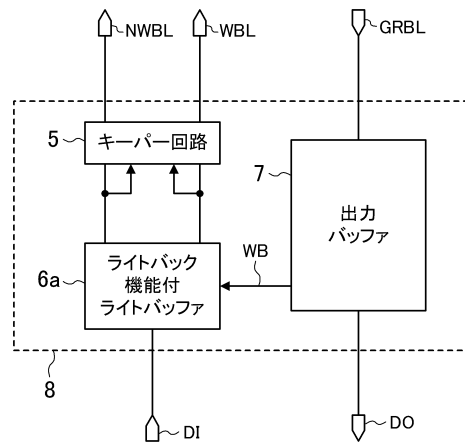 NWBL
WBL
GRBL
5
キーパー回路
7
出力
バッファ
6a
ライトバック
機能付
ライトバッファ
WB
8
DI
DO